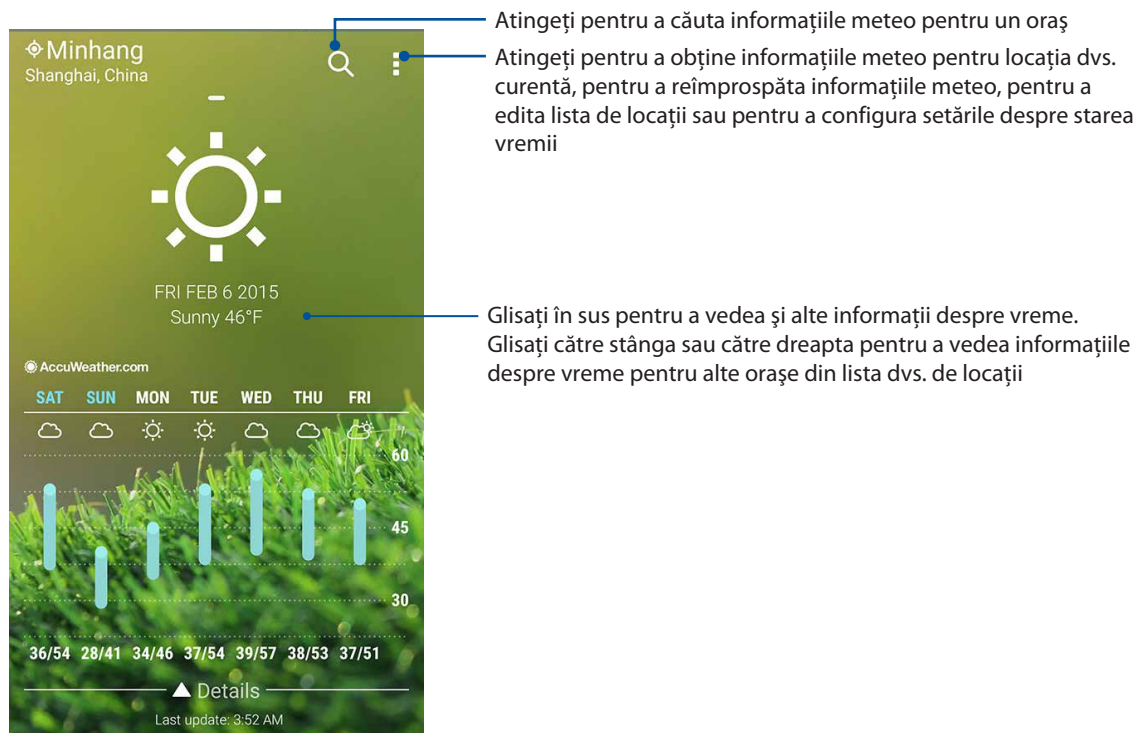 Atingeți pentru a căuta informațiile meteo pentru un oraş
Atingeți pentru a obține informațiile meteo pentru locația dvs.
curentă, pentru a reîmprospăta informațiile meteo, pentru a
edita lista de locații sau pentru a configura setările despre starea
vremii
Minhang
Shanghai, China
FRI FEB 6 2015
Sunny 46°F
Glisați în sus pentru a vedea şi alte informații despre vreme.
Glisați către stânga sau către dreapta pentru a vedea informațiile
despre vreme pentru alte oraşe din lista dvs. de locații
AccuWeather.com
SAT SUN MON TUE WED THU FRI
60
45
30
36/54 28/41 34/46 37/54 39/57 38/53 37/51
Details
Last update: 3:52 AM